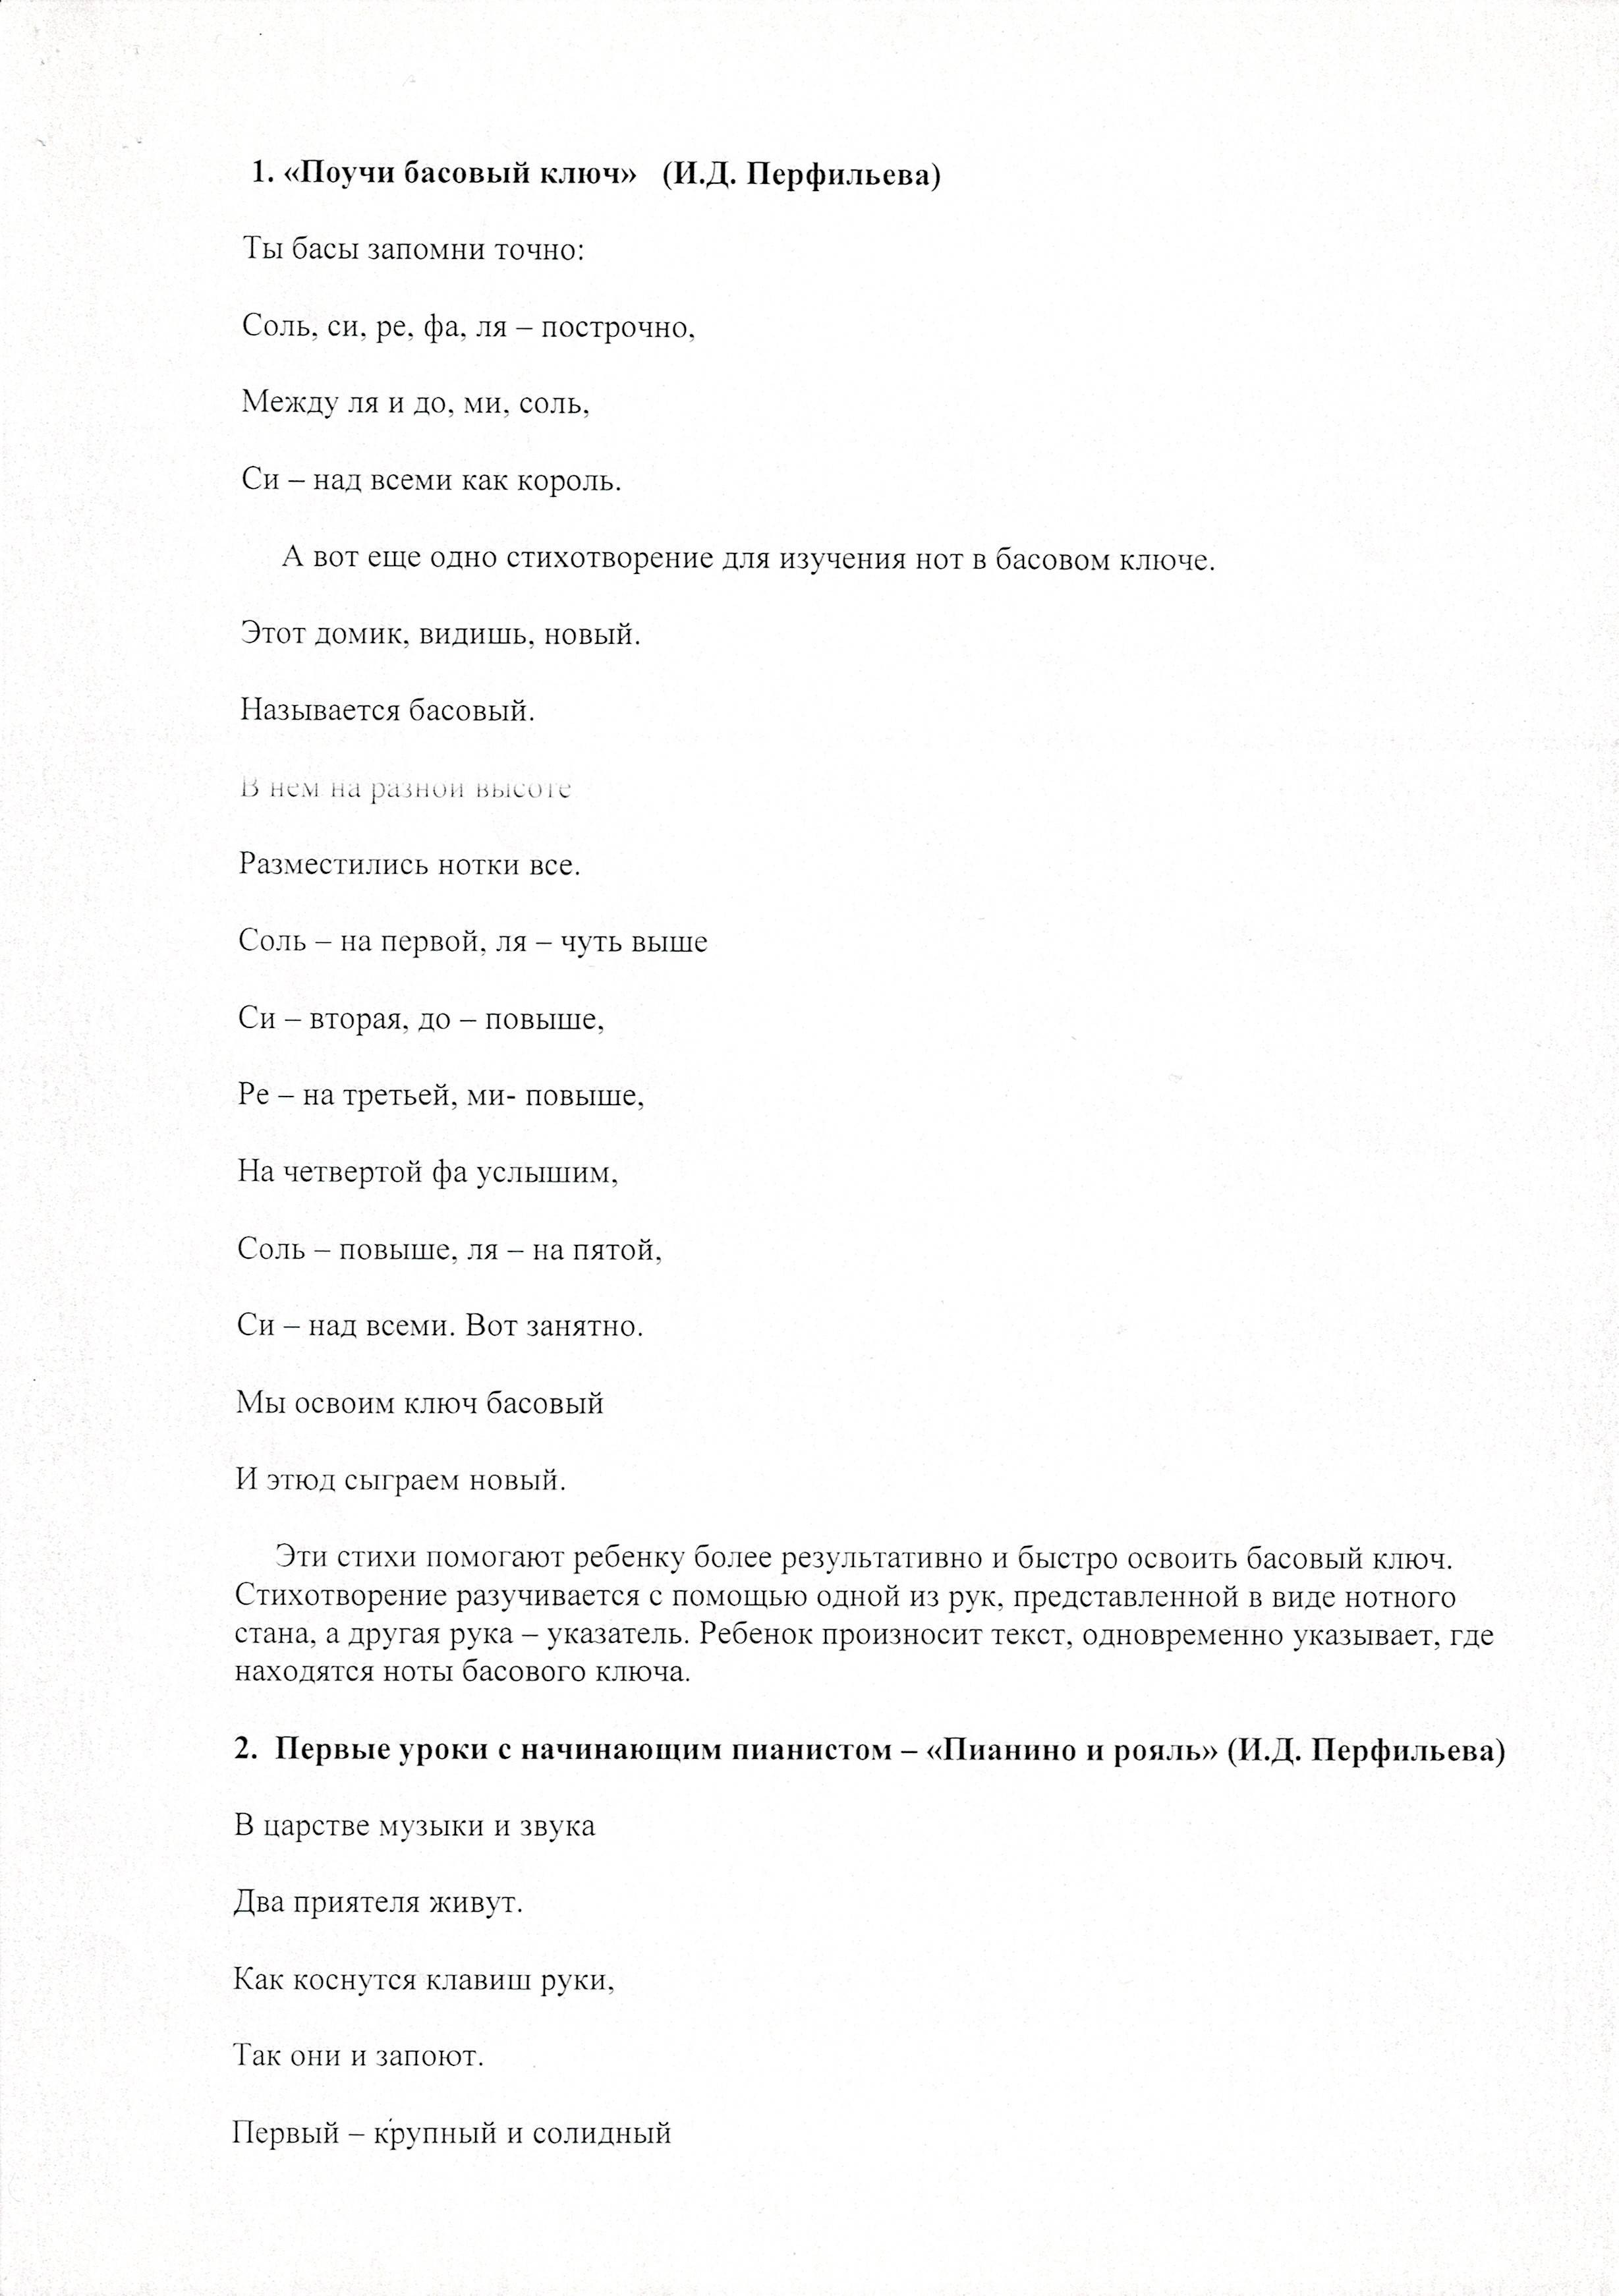 1. «Поучи басовый ключ» (И.Д. Перфильева)
Ты басы запомни точно:
Соль, си, ре, фа, ля – построчно,
Между ля и до, ми, соль,
Си – над всеми как король.
А вот еще одно стихотворение для изучения нот в басовом ключе.
Этот домик, видишь, новый.
Называется басовый.
В нем на разной высоте
Разместились нотки все.
Соль – на первой, ля – чуть выше
Си – вторая, до – повыше,
Ре – на третьей, ми- повыше,
На четвертой фа услышим,
Соль – повыше, ля – на пятой,
Си – над всеми. Вот занятно.
Мы освоим ключ басовый
И этюд сыграем новый.
Эти стихи помогают ребенку более результативно и быстро освоить басовый ключ.
Стихотворение разучивается с помощью одной из рук, представленной в виде нотного
стана, а другая рука – указатель. Ребенок произносит текст, одновременно указывает, где
находятся ноты басового ключа.
2. Первые уроки с начинающим пианистом – «Пианино и рояль» (И.Д. Перфильева)
В царстве музыки и звука
Два приятеля живут.
Как коснутся клавиш руки,
Так они и запоют.
Первый – крупный и солидный